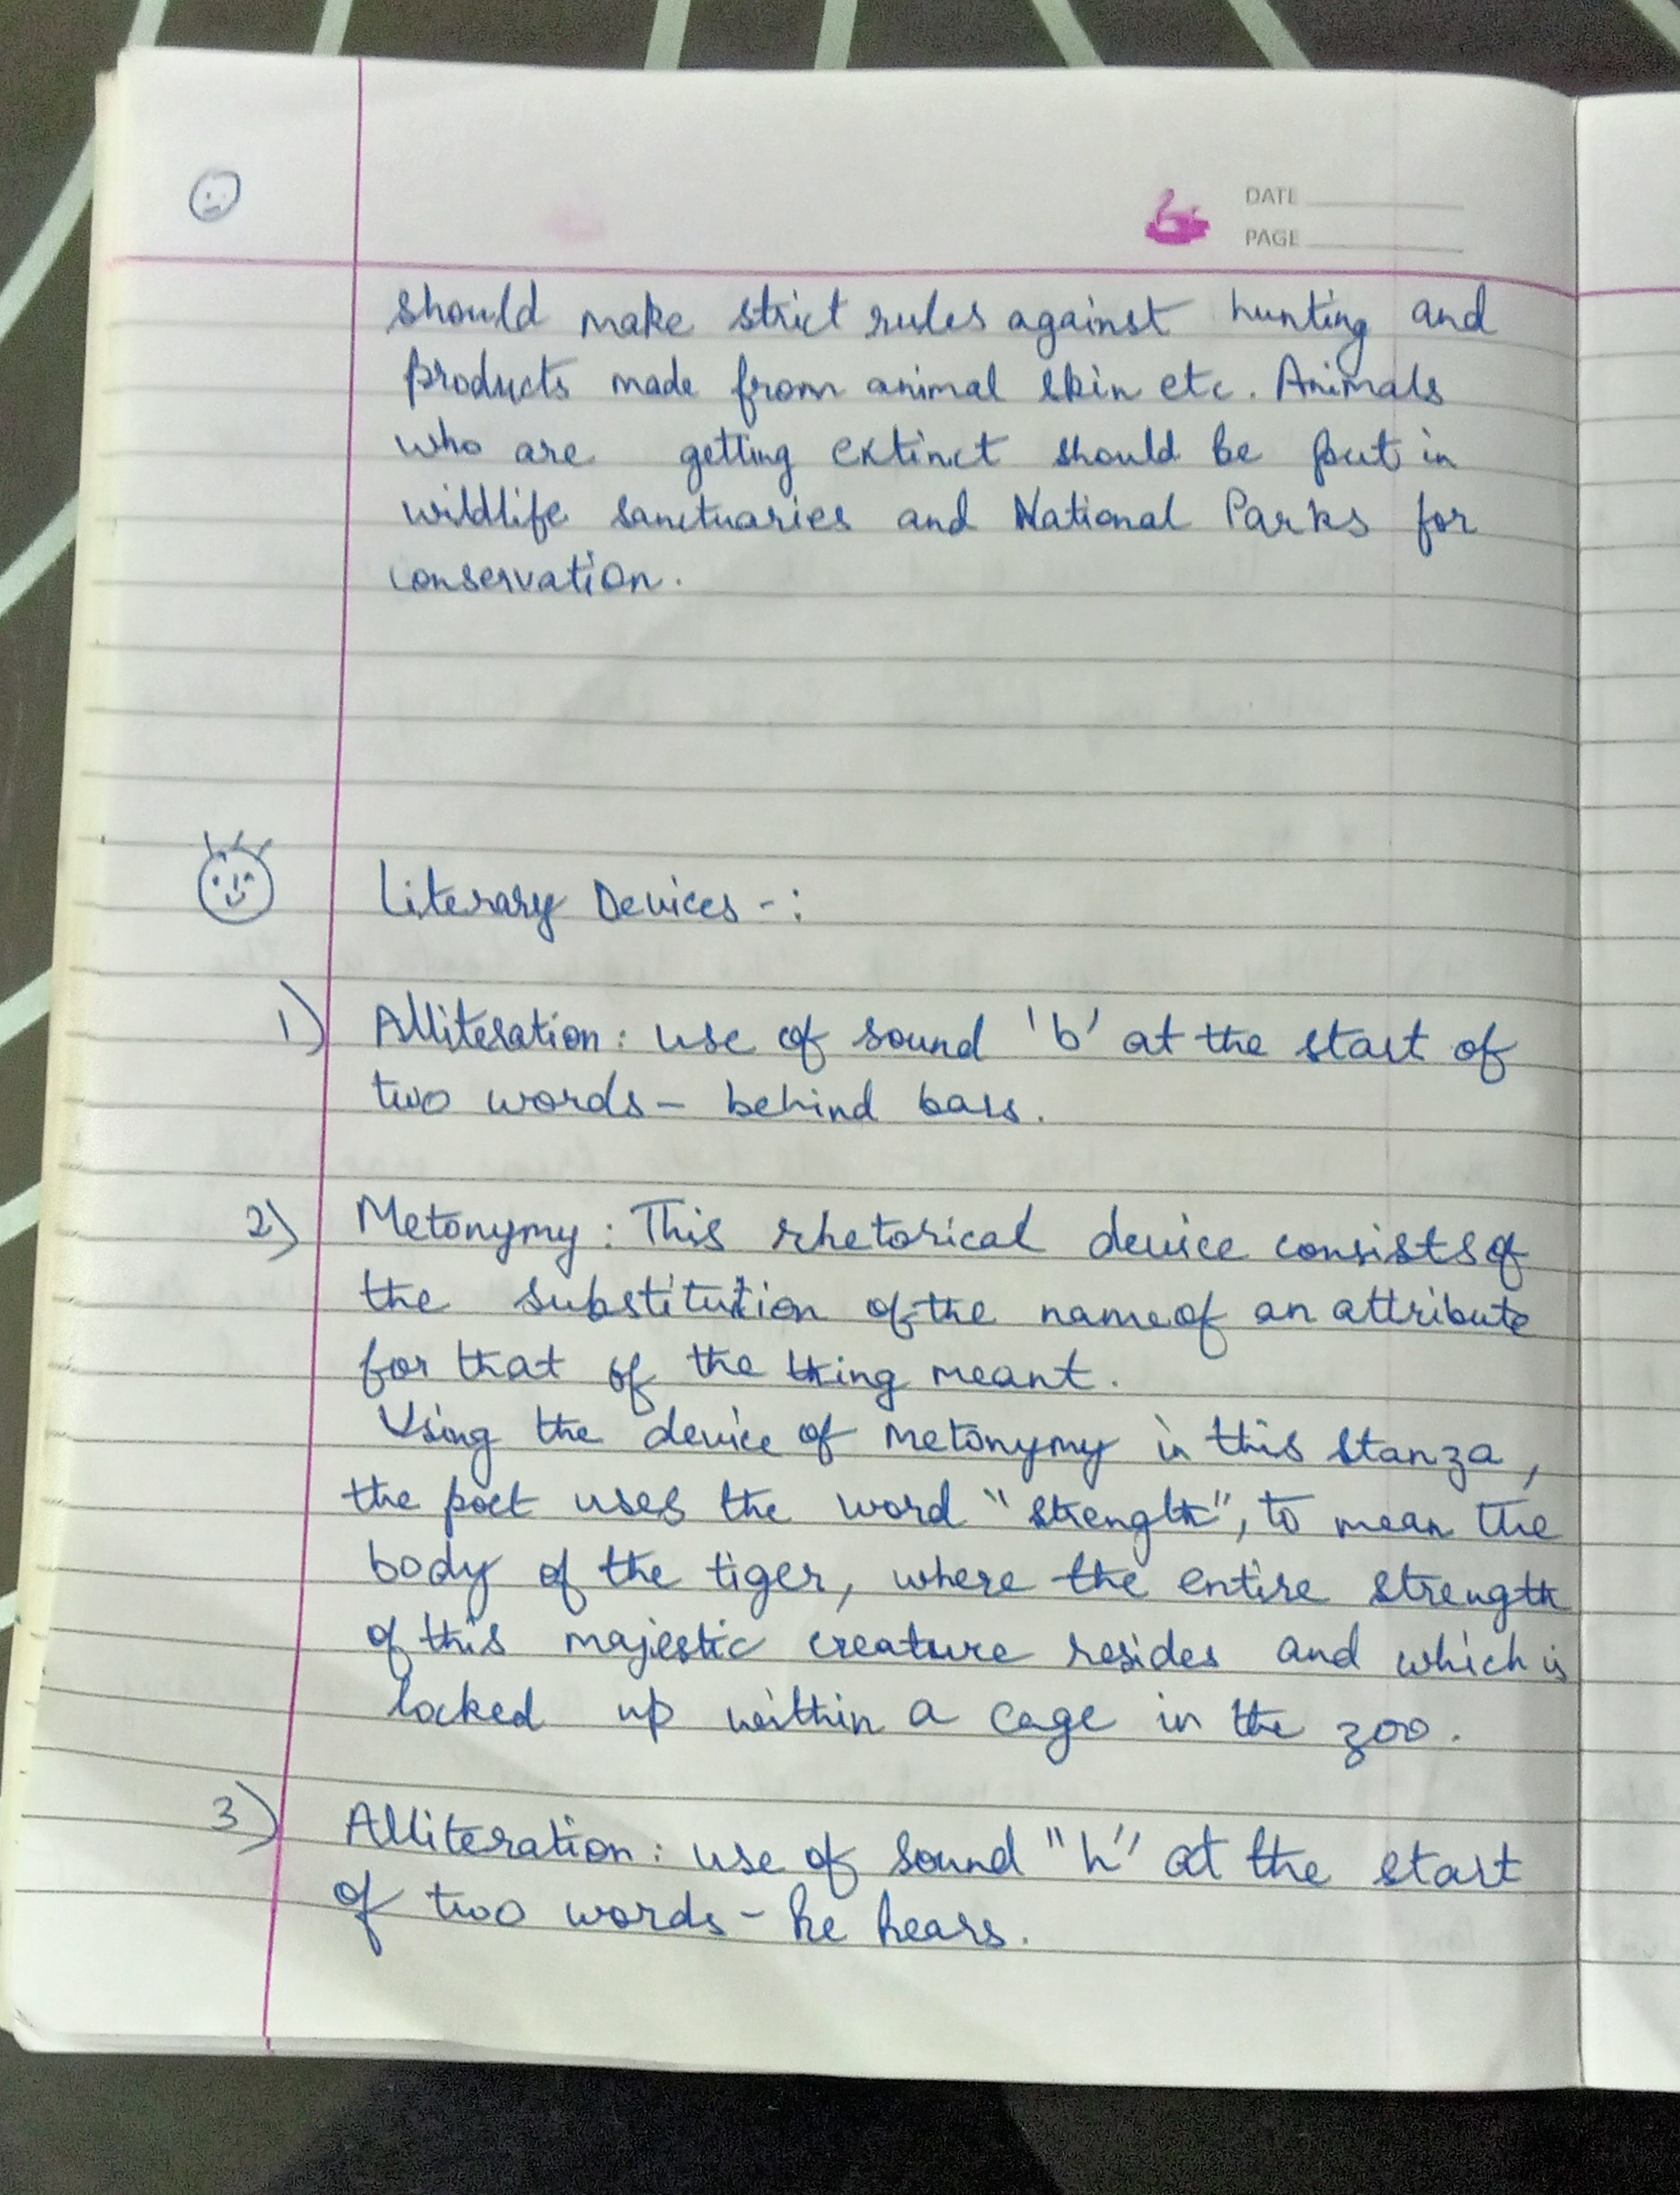 DATE
PAGE
should make strict rules against hunting and
products made from animal skin etc. Animals
who are getting extinct should be put in
wildlife sanctuaries and National Parks for
conservation.
Literary Devices -:
1) Alliteration: use of sound 'b' at the start of
two words - behind bars.
2) Metonymy: This rhetorical device consists of
the substitution of the name of an attribute
for that of the thing meant.
Using the device of metonymy in this stanza,
the poet uses the word "strength", to mean the
body of the tiger, where the entire strength
of this majestic creature resides and which is
locked up within a cage in the zoo.
3) Alliteration: use of sound "h" at the start
of two words - he hears.